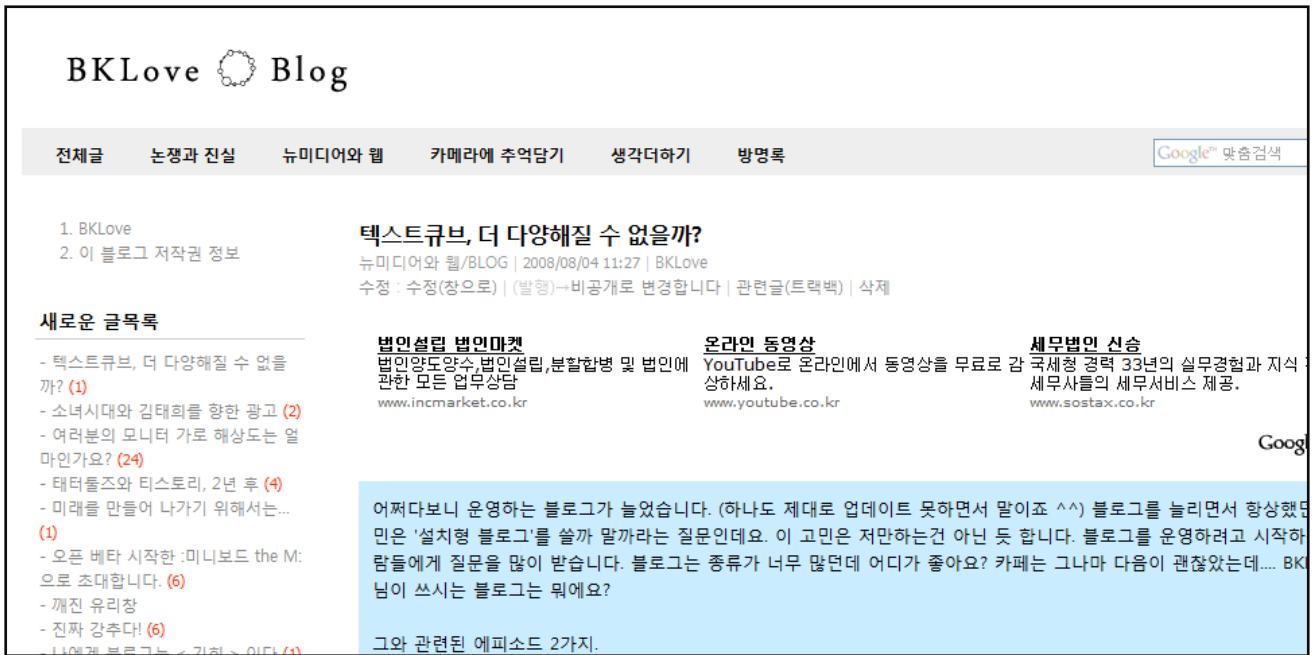 BKLove Blog
전체글 논쟁과 진실 뉴미디어와 웹 카메라에 추억담기 생각더하기 방명록 Google™ 맞춤검색
1. BKLove
2. 이 블로그 저작권 정보
새로운 글목록
- 텍스트큐브, 더 다양해질 수 없을
까? (1)
- 소녀시대와 김태희를 향한 광고 (2)
- 여러분의 모니터 가로 해상도는 얼
마인가요? (24)
- 태터툴즈와 티스토리, 2년 후 (4)
- 미래를 만들어 나가기 위해서는...
(1)
- 오픈 베타 시작한 :미니보드 the M:
으로 초대합니다. (6)
- 깨진 유리창
- 진짜 강추다! (6)
텍스트큐브, 더 다양해질 수 없을까?
뉴미디어와 웹/BLOG | 2008/08/04 11:27 | BKLove
수정 : 수정(창으로) | (발행)→비공개로 변경합니다 | 관련글(트랙백) | 삭제
법인설립 법인마켓
법인양도양수,법인설립,분할합병 및 법인에
관한 모든 업무상담
www.incmarket.co.kr
온라인 동영상
YouTube로 온라인에서 동영상을 무료로 감
상하세요.
www.youtube.co.kr
세무법인 신승
국세청 경력 33년의 실무경험과 지식
세무사들의 세무서비스 제공.
www.sostax.co.kr
어쩌다보니 운영하는 블로그가 늘었습니다. (하나도 제대로 업데이트 못하면서 말이죠 ^^) 블로그를 늘리면서 항상했던
민은 '설치형 블로그'를 쓸까 말까라는 질문인데요. 이 고민은 저만하는건 아닌 듯 합니다. 블로그를 운영하려고 시작하
람들에게 질문을 많이 받습니다. 블로그는 종류가 너무 많던데 어디가 좋아요? 카페는 그나마 다음이 괜찮았는데....
님이 쓰시는 블로그는 뭐에요?
그와 관련된 에피소드 2가지.